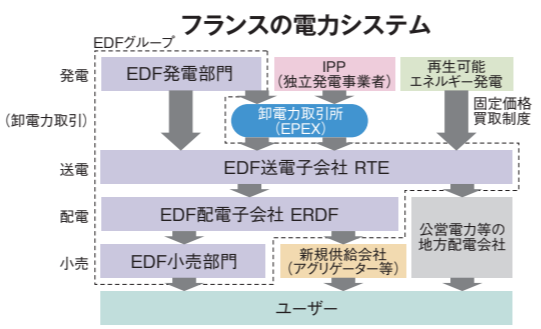 フランスの電力システム
EDFグループ
発電
EDF発電部門
IPP
（独立発電事業者）
再生可能
エネルギー発電
（卸電力取引）
卸電力取引所
（EPEX）
固定価格
買取制度
送電
EDF送電子会社 RTE
配電
EDF配電子会社 ERDF
公営電力等の
地方配電会社
小売
EDF小売部門
新規供給会社
（アグリゲーター等）
ユーザー